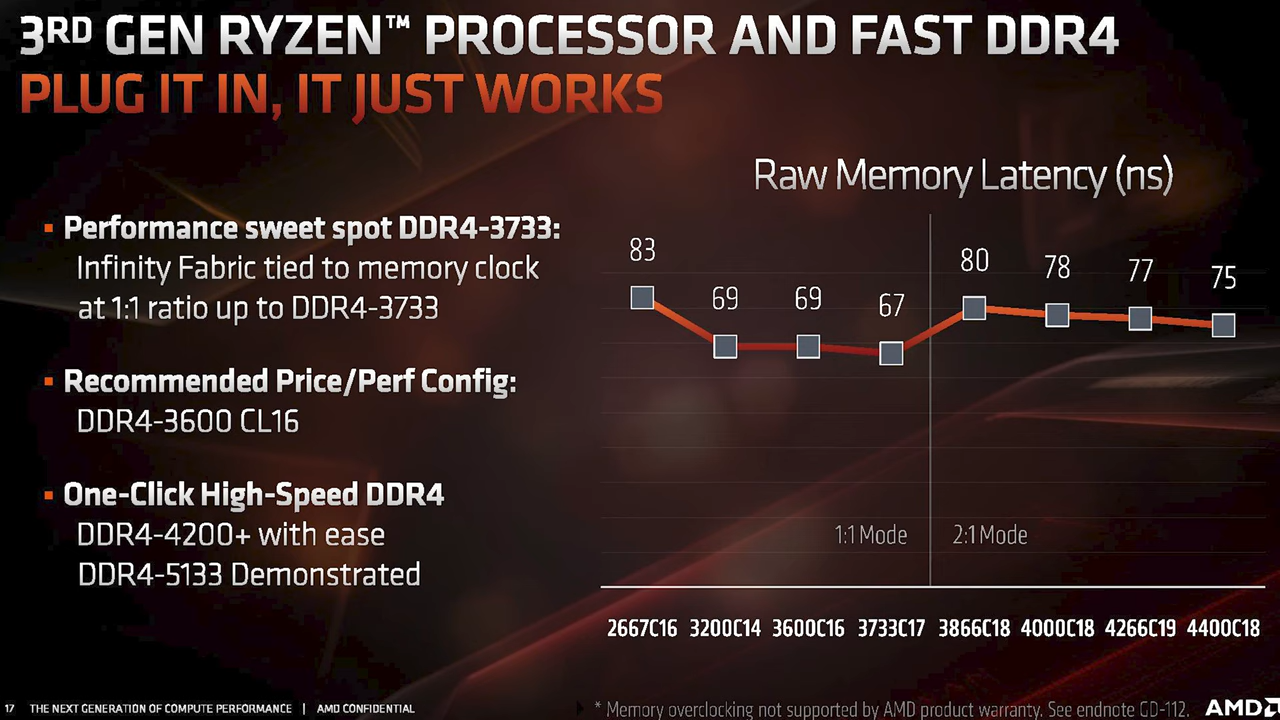 3RD GEN RYZEN™ PROCESSOR AND FAST DDR4
PLUG IT IN, IT JUST WORKS
▪ Performance sweet spot DDR4-3733:
Infinity Fabric tied to memory clock
at 1:1 ratio up to DDR4-3733
▪ Recommended Price/Perf Config:
DDR4-3600 CL16
▪ One-Click High-Speed DDR4
DDR4-4200+ with ease
DDR4-5133 Demonstrated
Raw Memory Latency (ns)
83 69 69 67 80 78 77 75
1:1 Mode 2:1 Mode
2667C16 3200C14 3600C16 3733C17 3866C18 4000C18 4266C19 4400C18
17 THE NEXT GENERATION OF COMPUTE PERFORMANCE | AMD CONFIDENTIAL
* Memory overclocking not supported by AMD product warranty. See endnote GD-112.
AMD